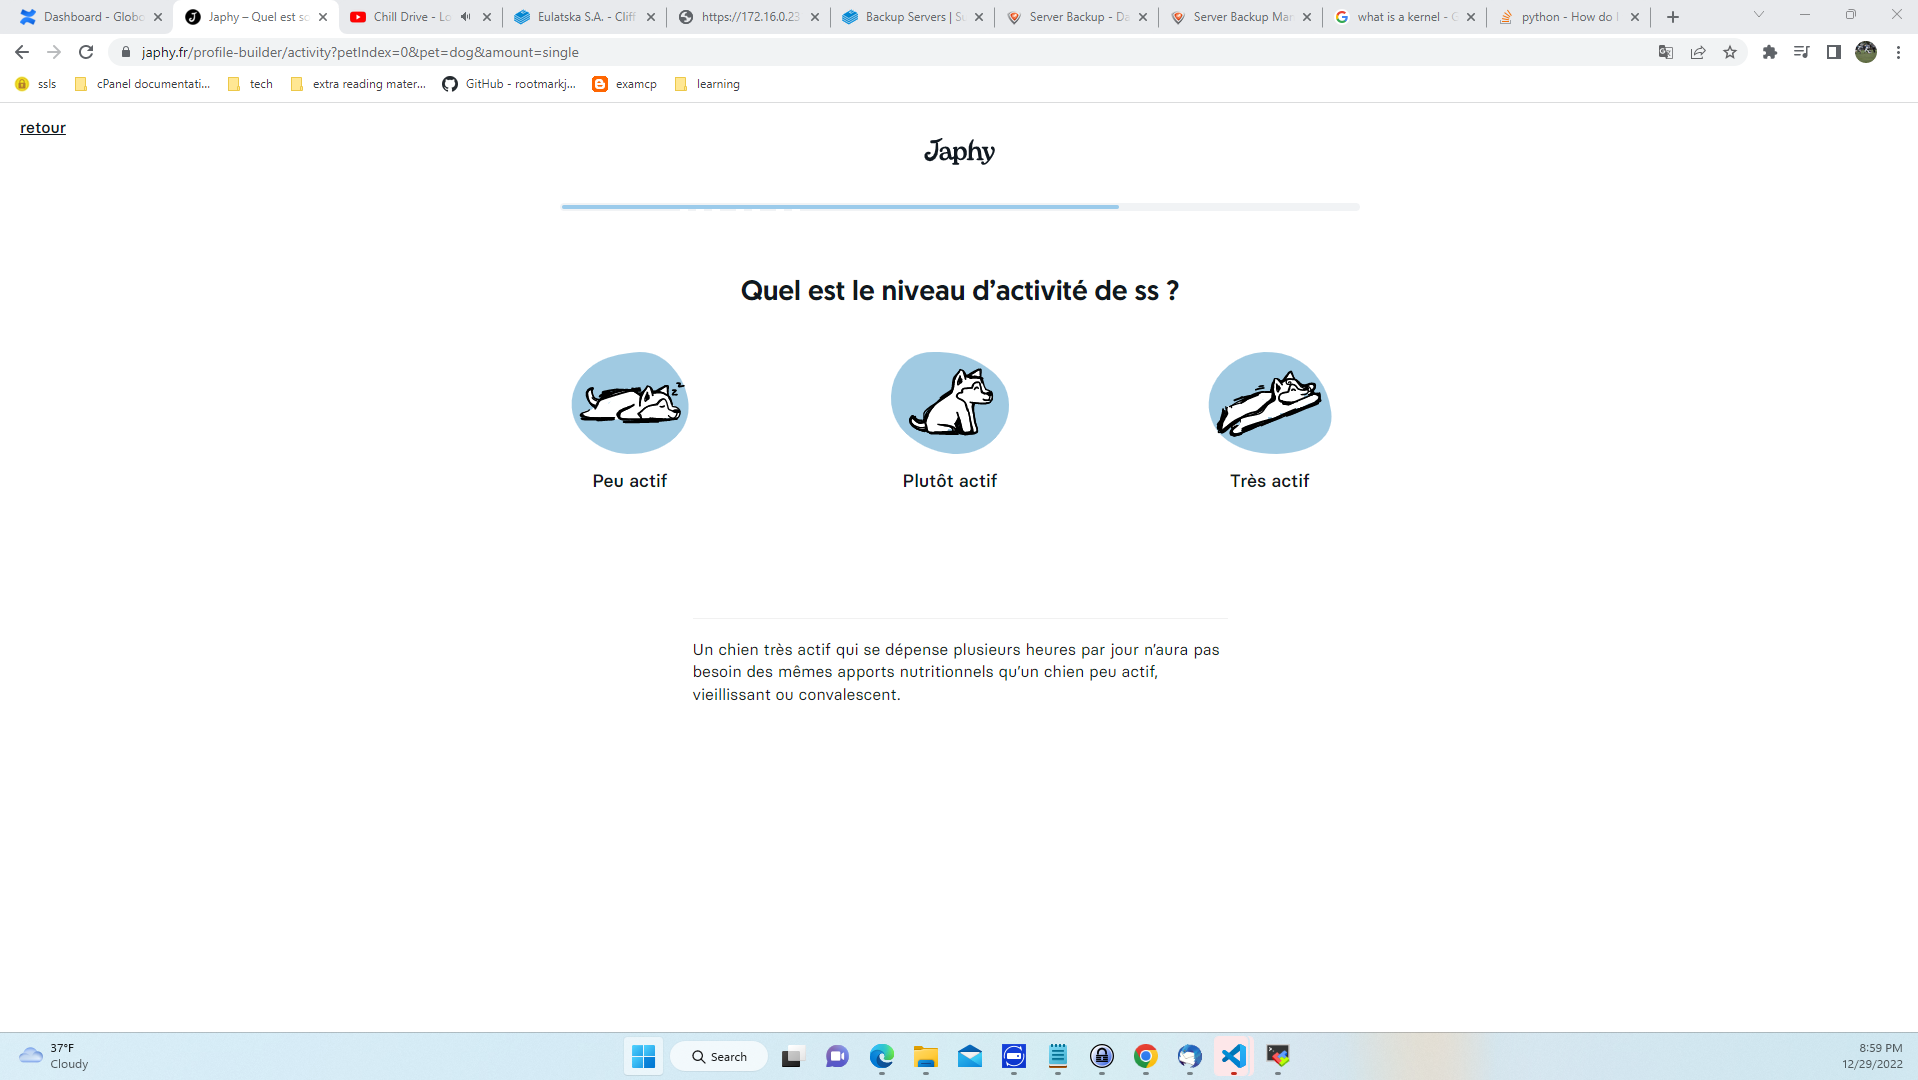 Dashboard - Globo
Japhy – Quel est so
Chill Drive - Lo
Eulatska S.A. - Cliff
https://172.16.0.23
Backup Servers | Su
Server Backup - Da
Server Backup Man
what is a kernel - G
python - How do I
japhy.fr/profile-builder/activity?petIndex=0&pet=dog&amount=single
ssls
cPanel documentati...
tech
extra reading mater...
GitHub - rootmarkj...
examcp
learning
retour
Japhy
Quel est le niveau d’activité de ss ?
Peu actif
Plutôt actif
Très actif
Un chien très actif qui se dépense plusieurs heures par jour n’aura pas
besoin des mêmes apports nutritionnels qu’un chien peu actif,
vieillissant ou convalescent.
37°F
Cloudy
Search
8:59 PM
12/29/2022